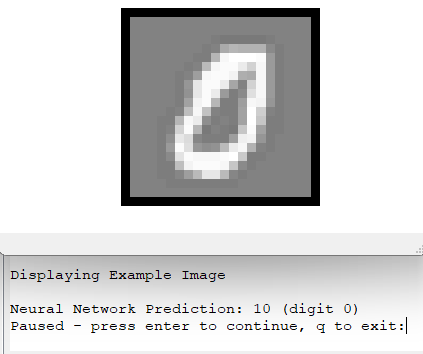 Displaying Example Image
Neural Network Prediction: 10 (digit 0)
Paused - press enter to continue, q to exit: